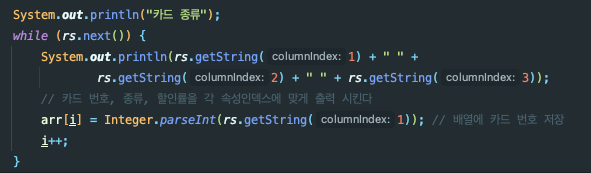 System.out.println("카드 종류");
while (rs.next()) {
System.out.println(rs.getString( columnIndex: 1) + " " +
rs.getString( columnIndex: 2) + " " + rs.getString( columnIndex: 3));
// 카드 번호, 종류, 할인률을 각 속성인덱스에 맞게 출력 시킨다
arr[i] = Integer.parseInt(rs.getString( columnIndex: 1)); // 배열에 카드 번호 저장
i++;
}